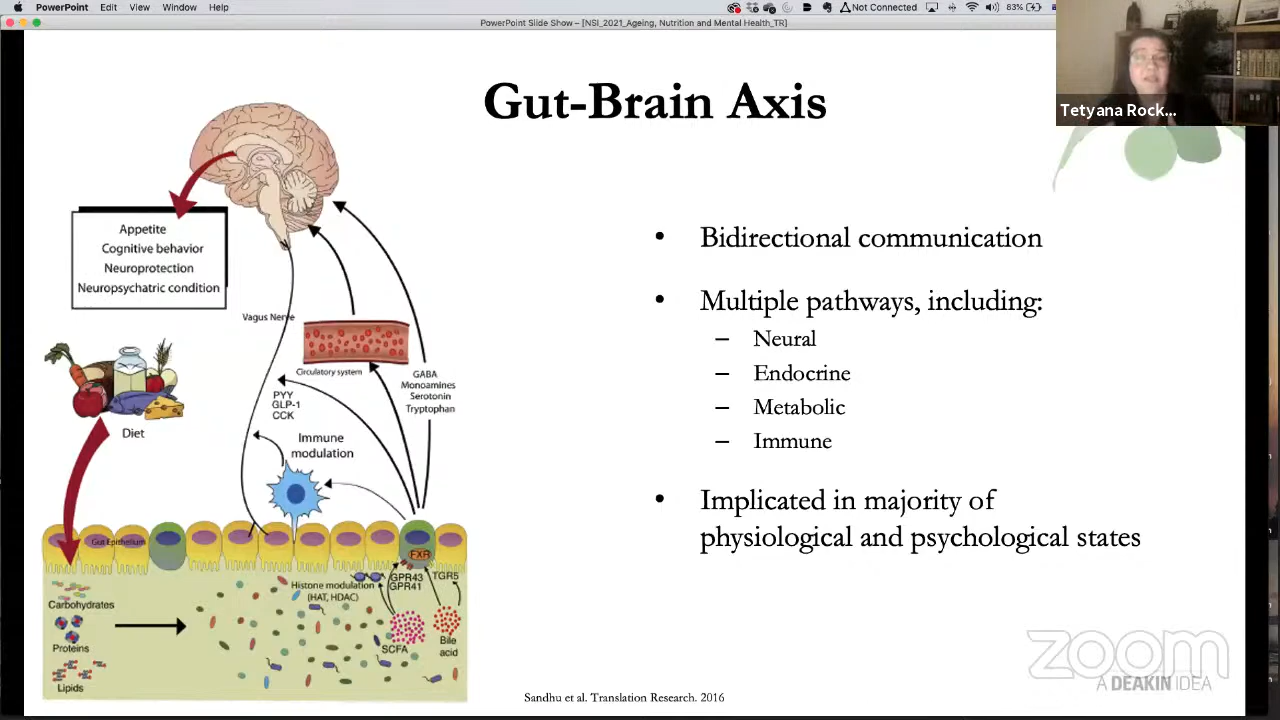 PowerPoint Edit View Window Help
Not Connected
83%
PowerPoint Slide Show – [NSI_2021_Ageing, Nutrition and Mental Health_TR]
Tetyana Rock...
Gut-Brain Axis
Appetite
Cognitive behavior
Neuroprotection
Neuropsychatric condition
Vagus Nerve
Circulatory system
GABA
Monoamines
Serotonin
Tryptophan
PYY
GLP-1
CCK
Diet
Immune
modulation
Gut Epithelium
FXR
Histone modulation
(HAT, HDAC)
GPR43
GPR41
TGR5
Carbohydrates
Proteins
Lipids
SCFA
Bile
acid
• Bidirectional communication
• Multiple pathways, including:
– Neural
– Endocrine
– Metabolic
– Immune
• Implicated in majority of
physiological and psychological states
Sandhu et al. Translation Research. 2016
zoom
A DEAKIN IDEA